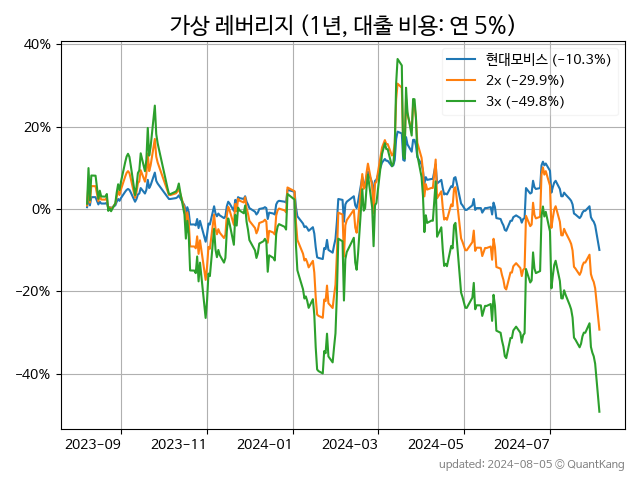 가상 레버리지 (1년, 대출 비용: 연 5%)
현대모비스 (−10.3%)
2x (−29.9%)
3x (−49.8%)
40%
20%
0%
−20%
−40%
2023-09 2023-11 2024-01 2024-03 2024-05 2024-07
updated: 2024-08-05 © QuantKang